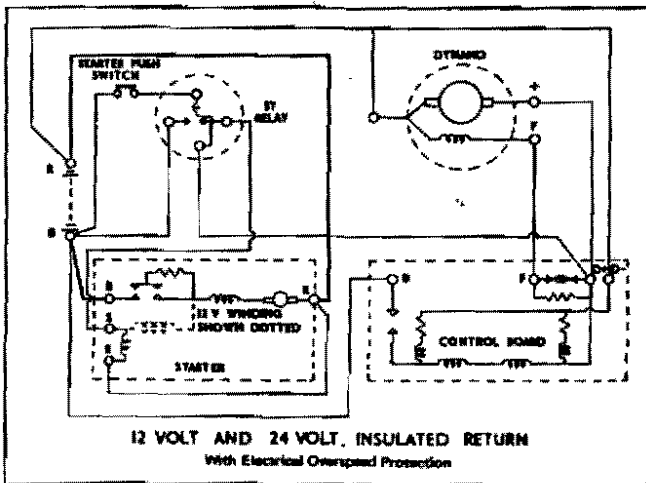 STARTER PUSH
SWITCH
DYNAMO
ST
RELAY
+
F
B
F
12 V WINDING
SHOWN DOTTED
STARTER
CONTROL BOARD
12 VOLT AND 24 VOLT, INSULATED RETURN
With Electrical Overspeed Protection